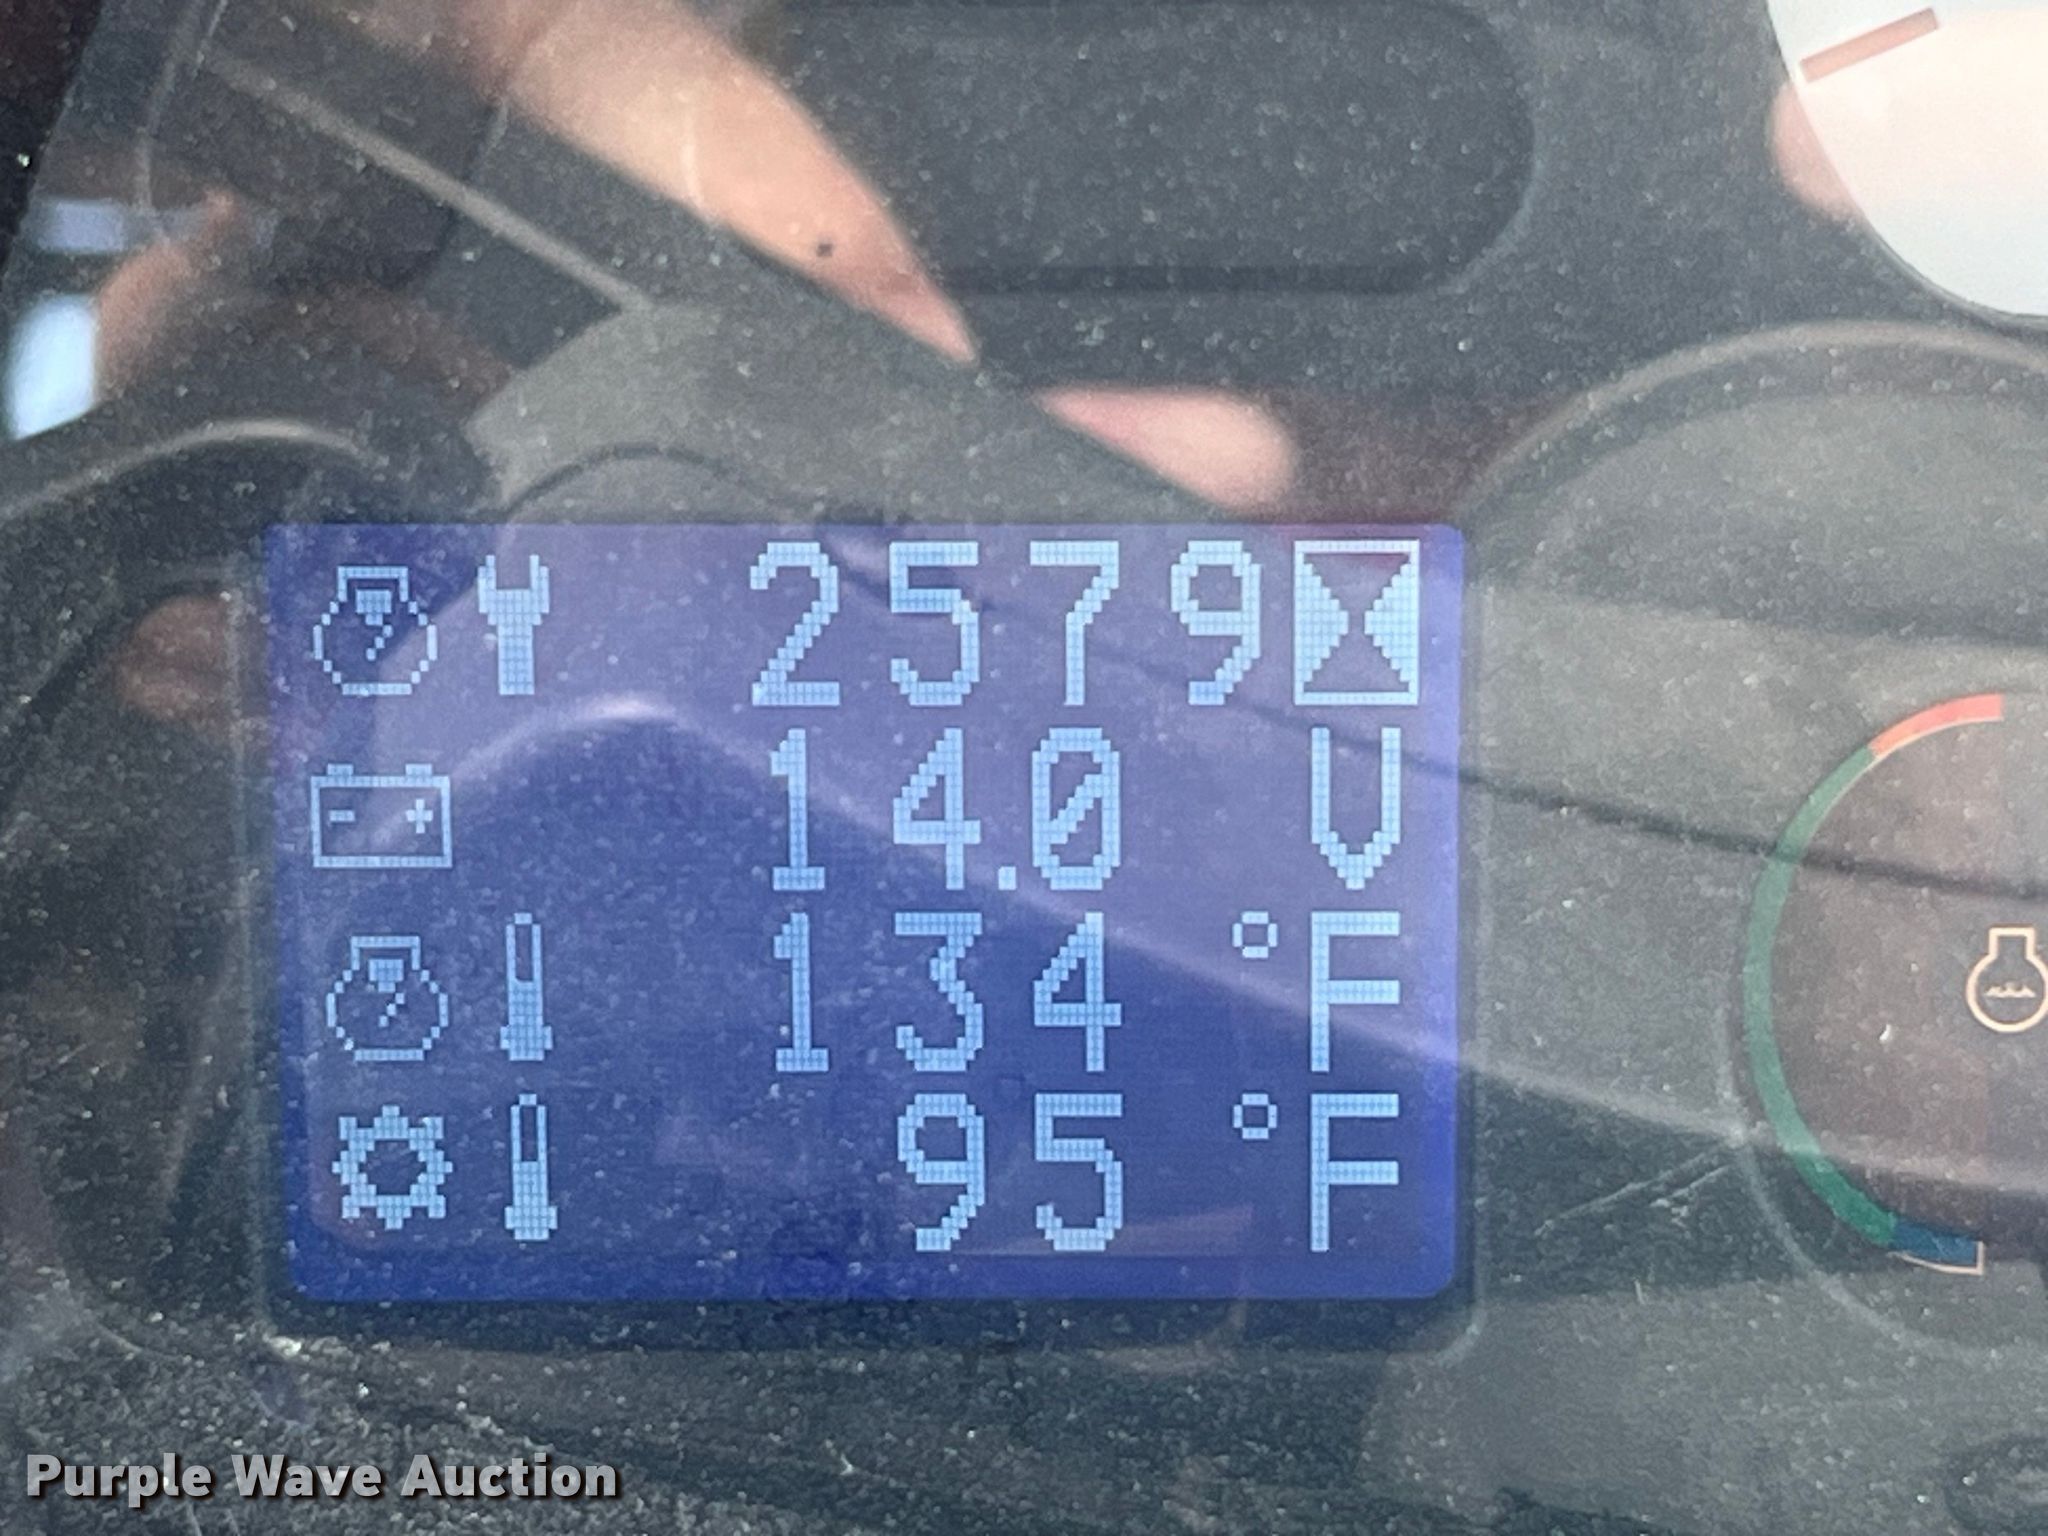 2579
14.0 V
134 °F
95 °F
Purple Wave Auction